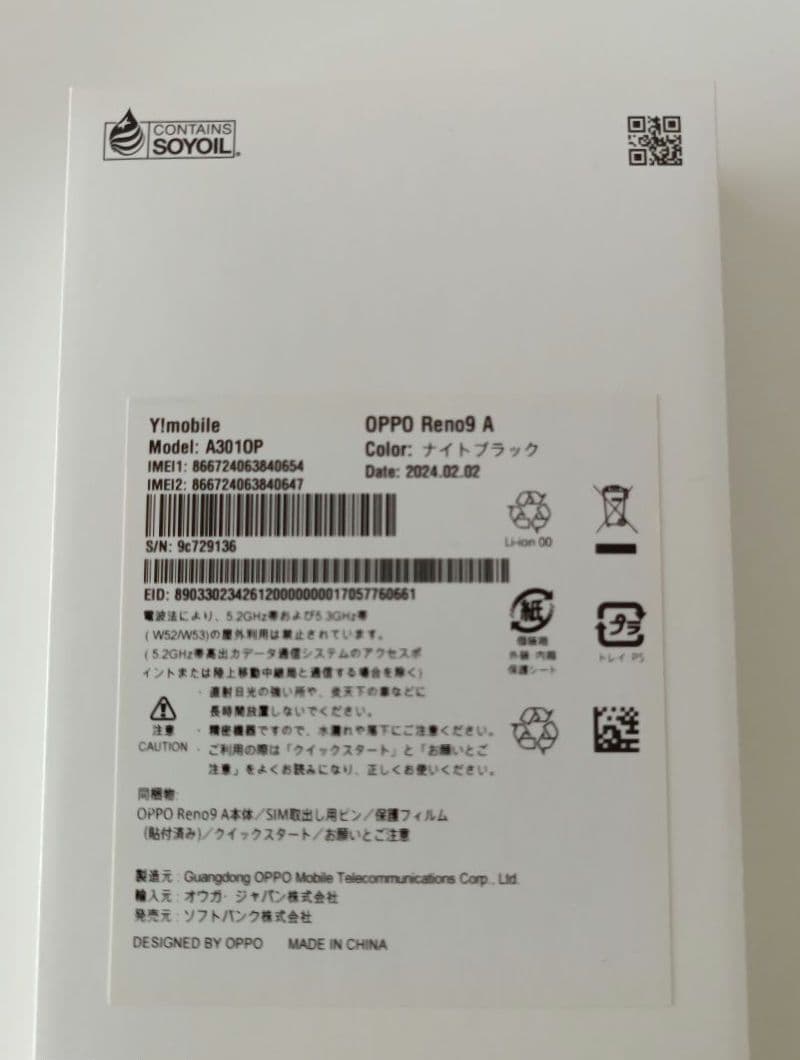 CONTAINS
SOYOIL
Y!mobile
Model: A301OP
IMEI1: 866724063840654
IMEI2: 866724063840647
OPPO Reno9 A
Color: ナイトブラック
Date: 2024.02.02
S/N: 9c729136
Li-ion 00
EID: 89033023426120000000017057760661
電波法により、5.2GHz帯および5.3GHz帯
(W52/W53)の屋外利用は禁止されています。
(5.2GHz帯高出力データ通信システムのアクセスポ
イントまたは陸上移動中継局と通信する場合を除く)
紙
個装箱
外装 内箱
保護シート
プラ
トレイ PS
注意
CAUTION
・直射日光の強い所や、炎天下の車などに
長時間放置しないでください。
・精密機器ですので、水濡れや落下にご注意ください。
・ご利用の際は「クイックスタート」と「お願いとご
注意」をよくお読みになり、正しくお使いください。
同梱物:
OPPO Reno9 A本体/SIM取出し用ピン/保護フィルム
(貼付済み)/クイックスタート/お願いとご注意
製造元 : Guangdong OPPO Mobile Telecommunications Corp., Ltd.
輸入元 : オウガ・ジャパン株式会社
発売元 : ソフトバンク株式会社
DESIGNED BY OPPO MADE IN CHINA